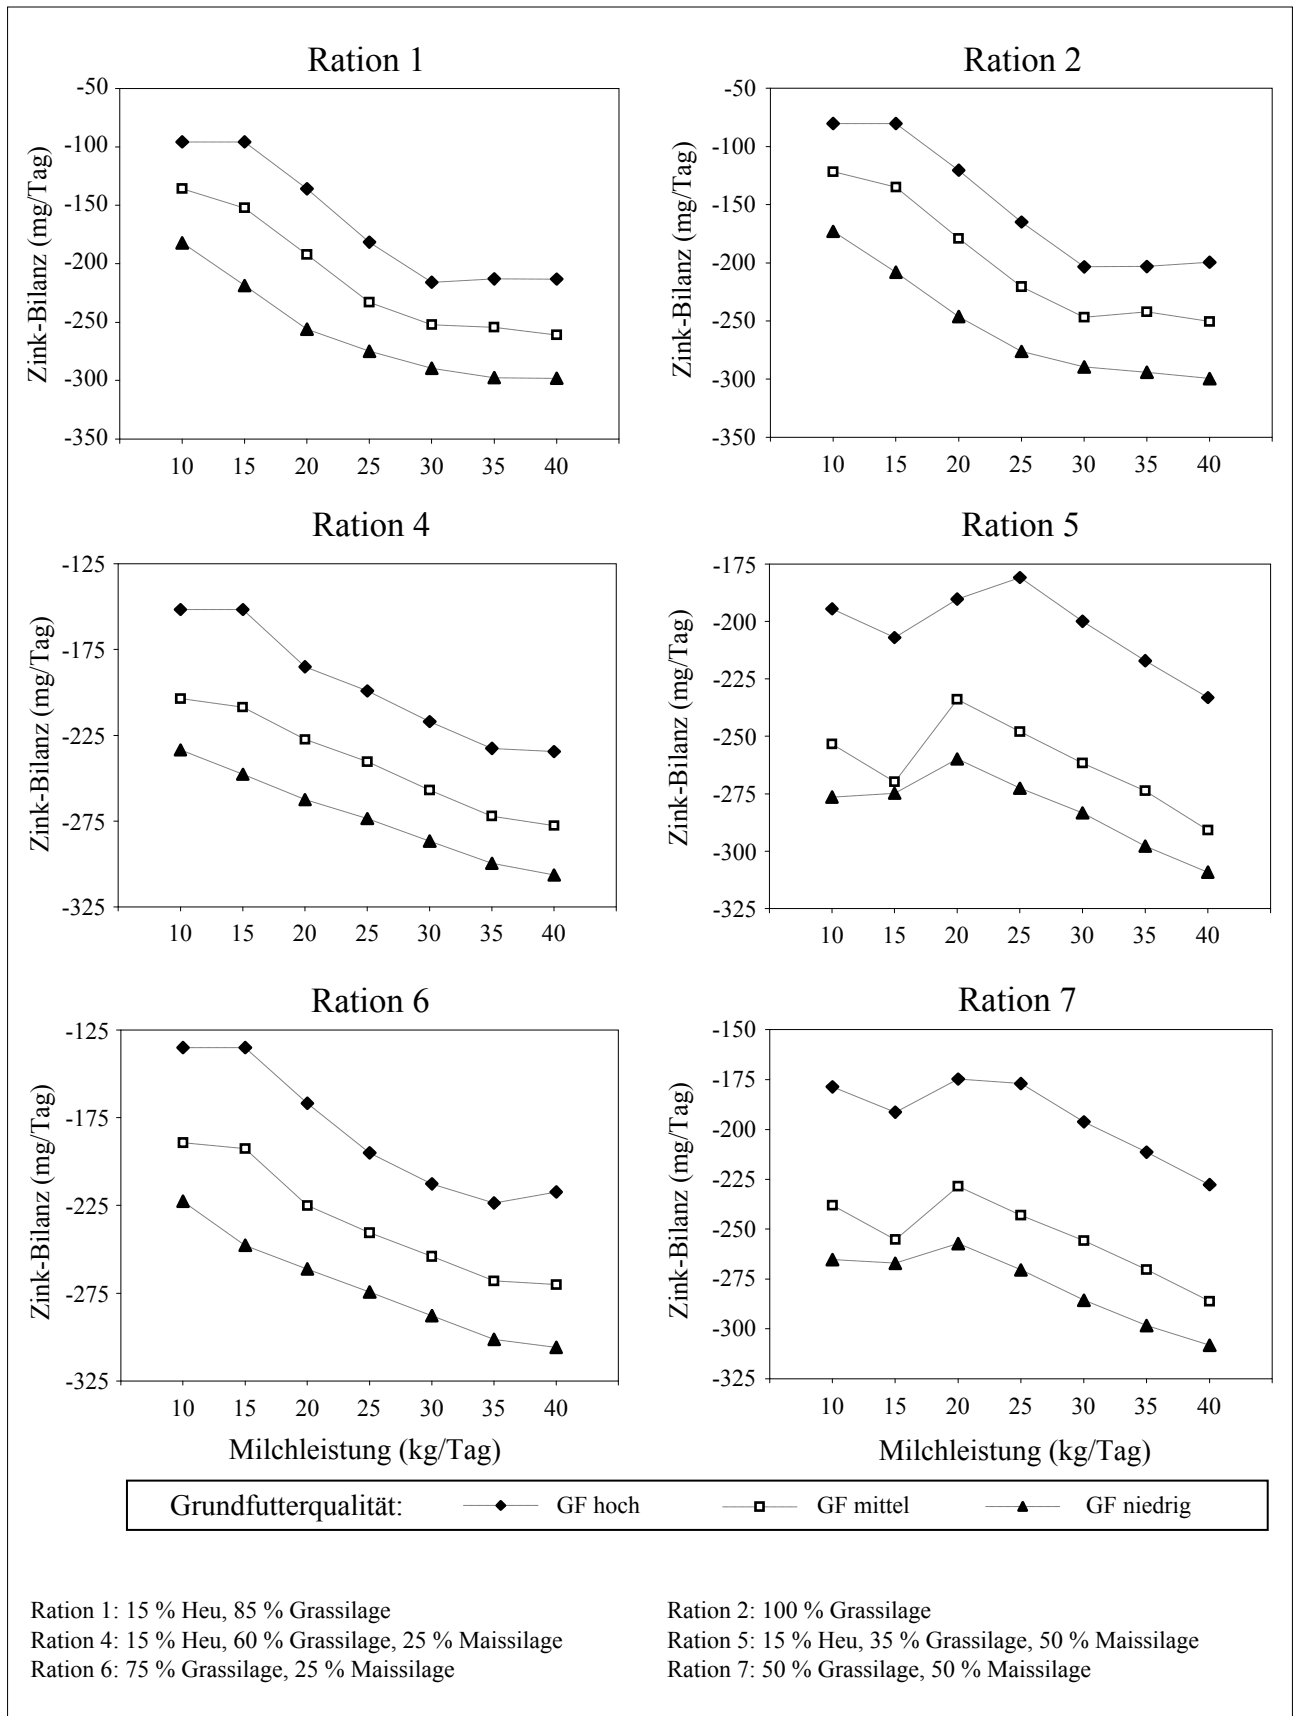 Ration 1
Zink-Bilanz (mg/Tag)
-50
-100
-150
-200
-250
-300
-350
10 15 20 25 30 35 40
Ration 2
Zink-Bilanz (mg/Tag)
-50
-100
-150
-200
-250
-300
-350
10 15 20 25 30 35 40
Ration 4
Zink-Bilanz (mg/Tag)
-125
-175
-225
-275
-325
10 15 20 25 30 35 40
Ration 5
Zink-Bilanz (mg/Tag)
-175
-200
-225
-250
-275
-300
-325
10 15 20 25 30 35 40
Ration 6
Zink-Bilanz (mg/Tag)
-125
-175
-225
-275
-325
10 15 20 25 30 35 40
Milchleistung (kg/Tag)
Ration 7
Zink-Bilanz (mg/Tag)
-150
-175
-200
-225
-250
-275
-300
-325
10 15 20 25 30 35 40
Milchleistung (kg/Tag)
Grundfutterqualität: GF hoch GF mittel GF niedrig
Ration 1: 15 % Heu, 85 % Grassilage
Ration 2: 100 % Grassilage
Ration 4: 15 % Heu, 60 % Grassilage, 25 % Maissilage
Ration 5: 15 % Heu, 35 % Grassilage, 50 % Maissilage
Ration 6: 75 % Grassilage, 25 % Maissilage
Ration 7: 50 % Grassilage, 50 % Maissilage